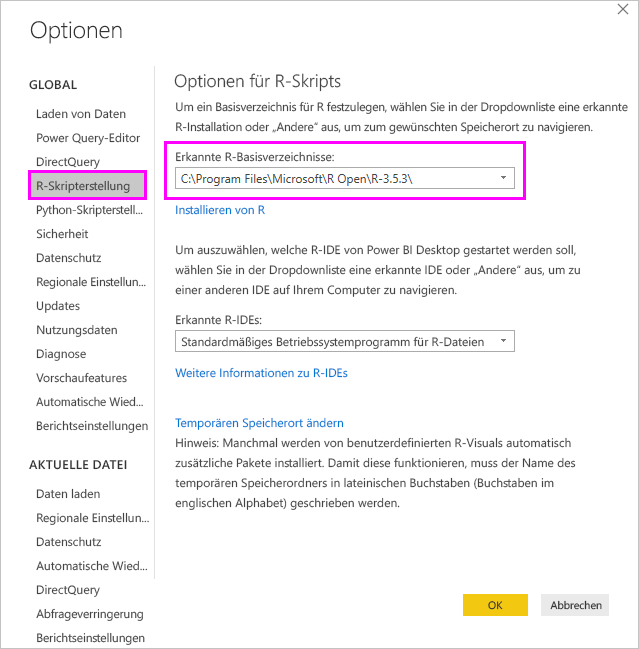 Optionen
GLOBAL
Laden von Daten
Power Query-Editor
DirectQuery
R-Skripterstellung
Python-Skripterstell...
Sicherheit
Datenschutz
Regionale Einstellun...
Updates
Nutzungsdaten
Diagnose
Vorschaufeatures
Automatische Wied...
Berichtseinstellungen
AKTUELLE DATEI
Daten laden
Regionale Einstellun...
Datenschutz
Automatische Wied...
DirectQuery
Abfrageverringerung
Berichtseinstellungen
Optionen für R-Skripts
Um ein Basisverzeichnis für R festzulegen, wählen Sie in der Dropdownliste eine erkannte
R-Installation oder „Andere“ aus, um zum gewünschten Speicherort zu navigieren.
Erkannte R-Basisverzeichnisse:
C:\Program Files\Microsoft\R Open\R-3.5.3\
Installieren von R
Um auszuwählen, welche R-IDE von Power BI Desktop gestartet werden soll,
wählen Sie in der Dropdownliste eine erkannte IDE oder „Andere“ aus, um zu
einer anderen IDE auf Ihrem Computer zu navigieren.
Erkannte R-IDEs:
Standardmäßiges Betriebssystemprogramm für R-Dateien
Weitere Informationen zu R-IDEs
Temporären Speicherort ändern
Hinweis: Manchmal werden von benutzerdefinierten R-Visuals automatisch
zusätzliche Pakete installiert. Damit diese funktionieren, muss der Name des
temporären Speicherordners in lateinischen Buchstaben (Buchstaben im
englischen Alphabet) geschrieben werden.
OK
Abbrechen